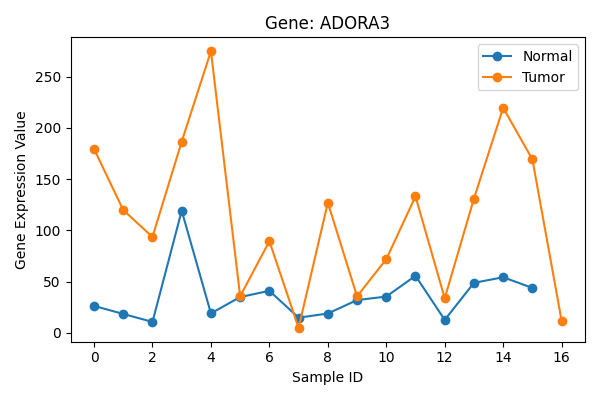 Gene: ADORA3
Normal
Tumor
Gene Expression Value
250
200
150
100
50
0
0 2 4 6 8 10 12 14 16
Sample ID